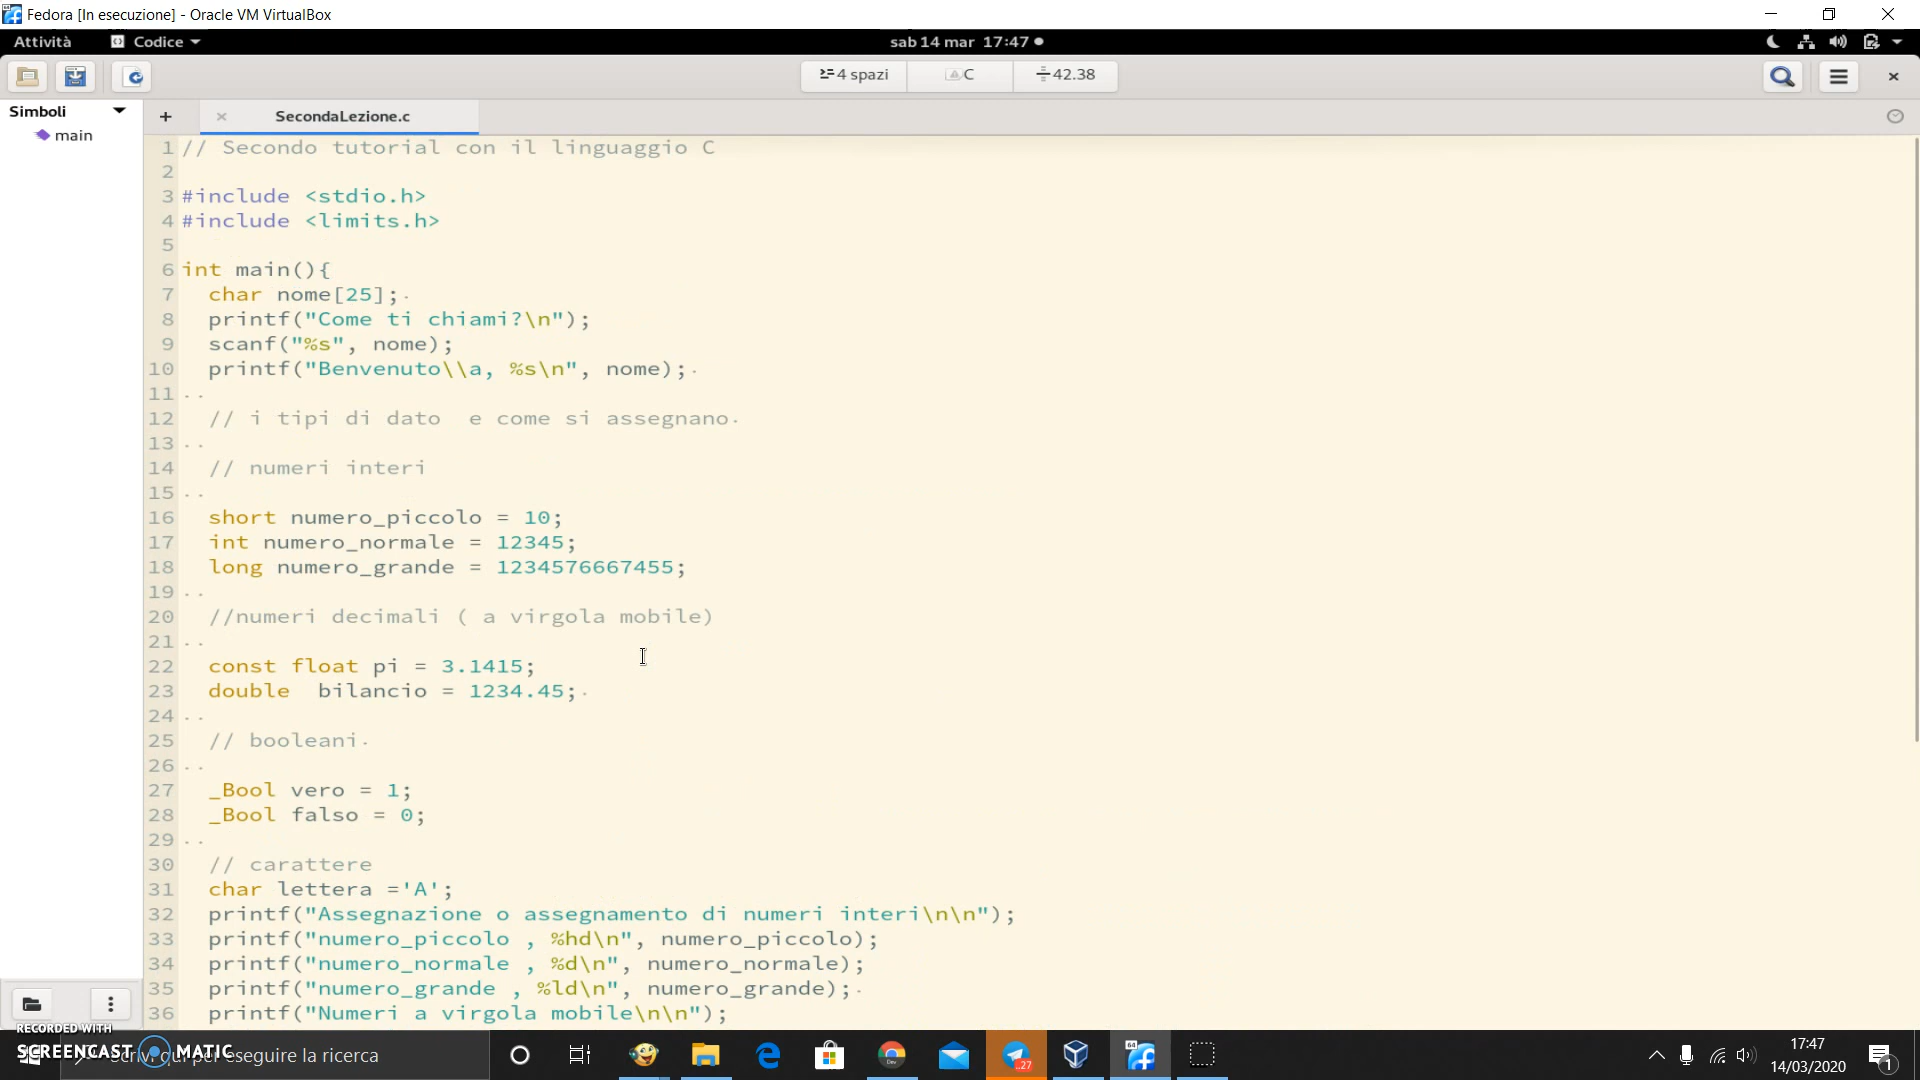 Fedora [In esecuzione] - Oracle VM VirtualBox
Attività Codice sab 14 mar 17:47
4 spazi C 42.38
Simboli
main
+ SecondaLezione.c
1 // Secondo tutorial con il linguaggio C
2
3 #include <stdio.h>
4 #include <limits.h>
5
6 int main(){
7 char nome[25];
8 printf("Come ti chiami?\n");
9 scanf("%s", nome);
10 printf("Benvenuto\\a, %s\n", nome);
11
12 // i tipi di dato  e come si assegnano
13
14 // numeri interi
15
16 short numero_piccolo = 10;
17 int numero_normale = 12345;
18 long numero_grande = 1234576667455;
19
20 //numeri decimali ( a virgola mobile)
21
22 const float pi = 3.1415;
23 double  bilancio = 1234.45;
24
25 // booleani
26
27 _Bool vero = 1;
28 _Bool falso = 0;
29
30 // carattere
31 char lettera ='A';
32 printf("Assegnazione o assegnamento di numeri interi\n\n");
33 printf("numero_piccolo , %hd\n", numero_piccolo);
34 printf("numero_normale , %d\n", numero_normale);
35 printf("numero_grande , %ld\n", numero_grande);
36 printf("Numeri a virgola mobile\n\n");
RECORDED WITH
SCREENCAST MATIC
qui per eseguire la ricerca
64
27
17:47
14/03/2020
1